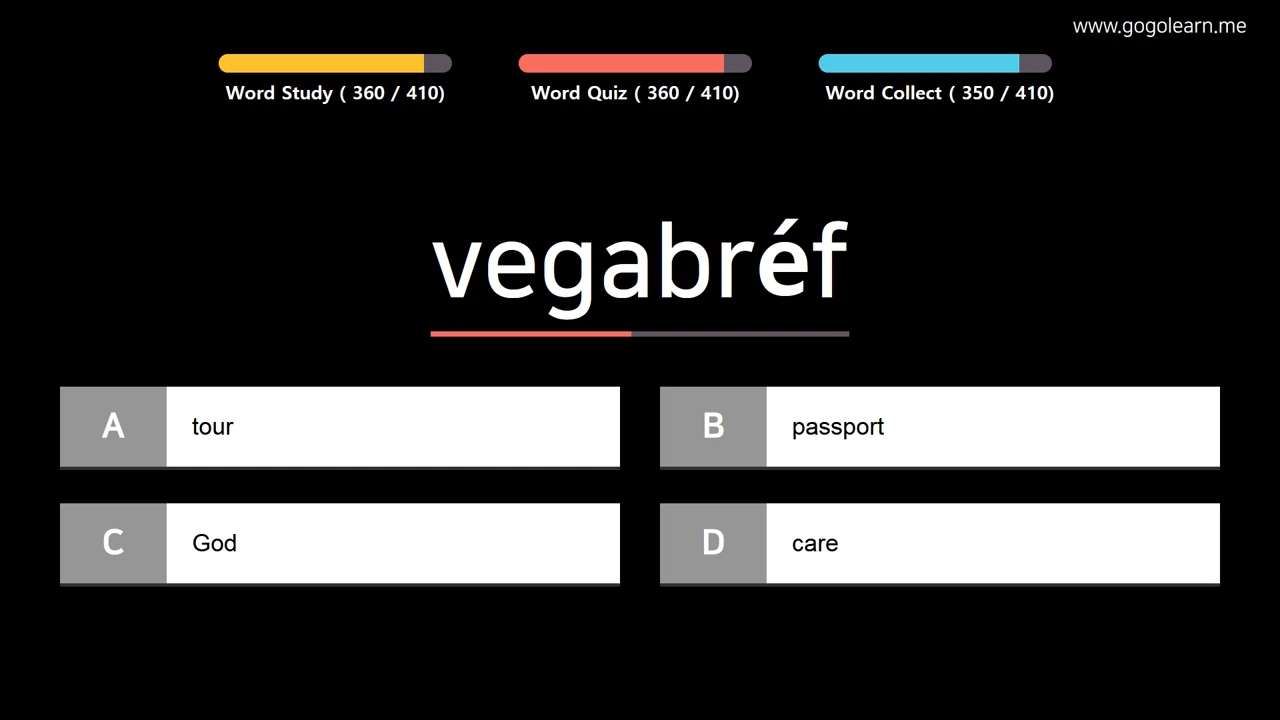 www.gogolearn.me
Word Study ( 360 / 410)
Word Quiz ( 360 / 410)
Word Collect ( 350 / 410)
vegabréf
A tour
B passport
C God
D care